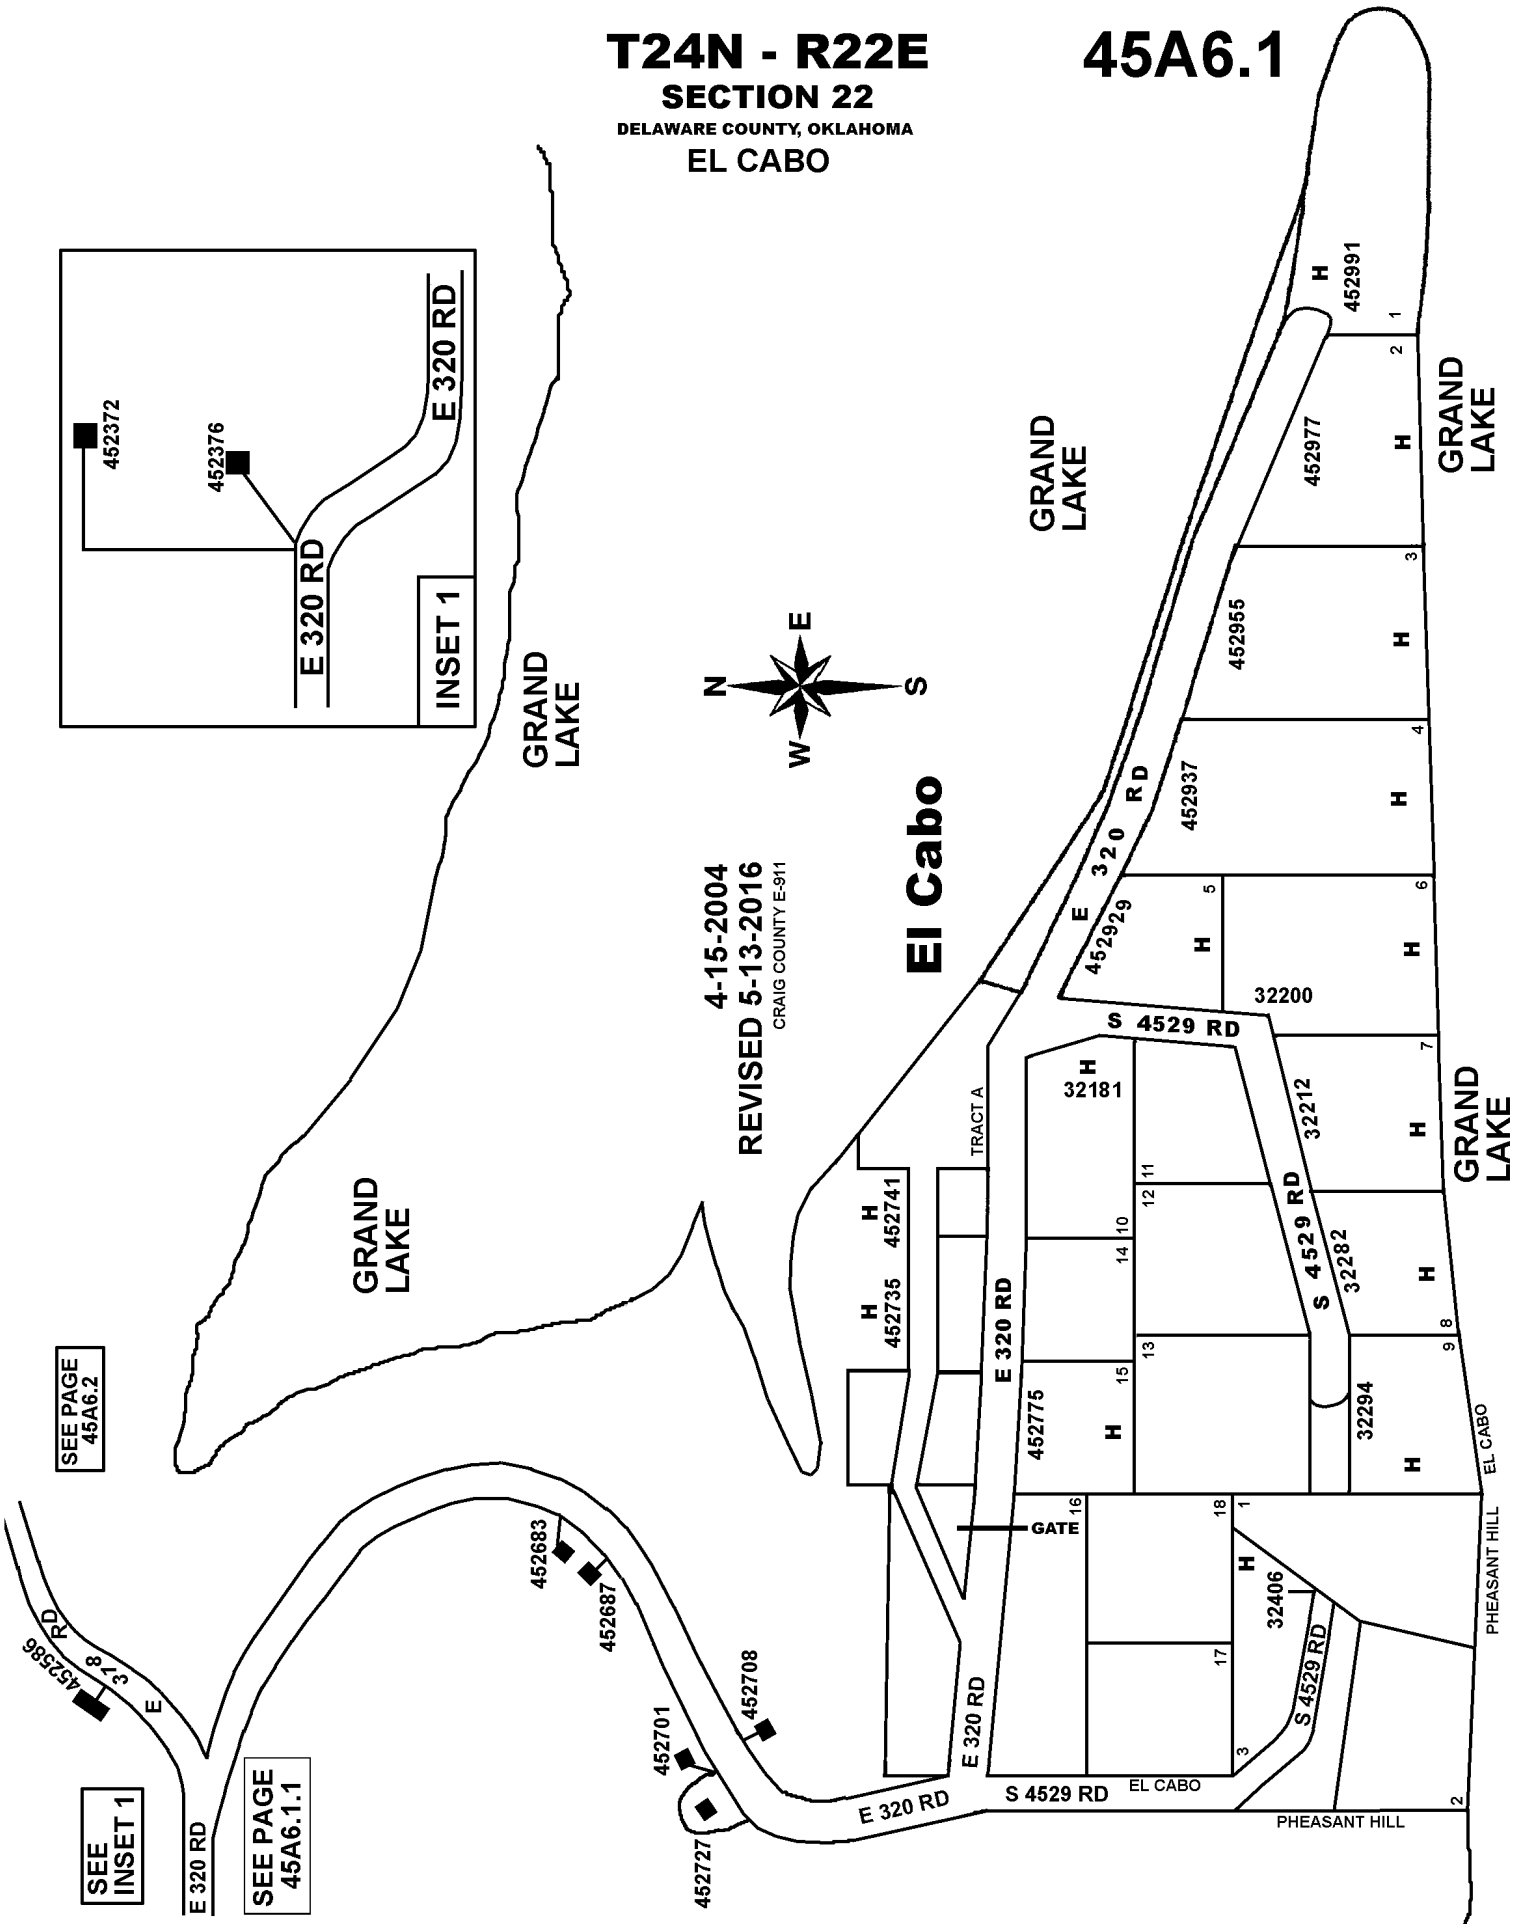 T24N - R22E
SECTION 22
DELAWARE COUNTY, OKLAHOMA
EL CABO
45A6.1
452372
452376
E 320 RD
E 320 RD
INSET 1
GRAND
LAKE
GRAND
LAKE
GRAND
LAKE
GRAND
LAKE
GRAND
LAKE
N
E
S
W
4-15-2004
REVISED 5-13-2016
CRAIG COUNTY E-911
El Cabo
H
452991
1
2
452977
H
3
452955
H
4
452937
H
E 320 RD
452929
5
H
6
H
32200
S 4529 RD
7
32212
H
TRACT A
H
32181
11
12
10
14
H
452741
H
452735
E 320 RD
S 4529 RD
32282
H
8
9
13
15
452775
H
32294
H
EL CABO
PHEASANT HILL
GATE
16
18
1
H
32406
17
S 4529 RD
3
2
E 320 RD
S 4529 RD
EL CABO
PHEASANT HILL
E 320 RD
SEE PAGE
45A6.2
452683
452687
452708
452701
452727
452586
E 318 RD
SEE
INSET 1
E 320 RD
SEE PAGE
45A6.1.1